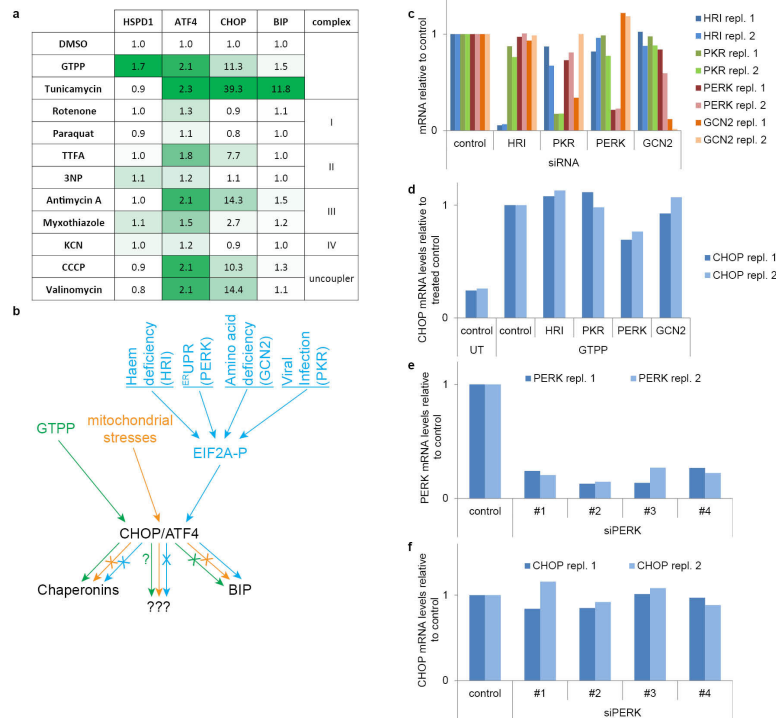 a
HSPD1 ATF4 CHOP BIP complex
DMSO 1.0 1.0 1.0 1.0
GTPP 1.7 2.1 11.3 1.5
Tunicamycin 0.9 2.3 39.3 11.8
Rotenone 1.0 1.3 0.9 1.1 I
Paraquat 0.9 1.1 0.8 1.0
TTFA 1.0 1.8 7.7 1.0 II
3NP 1.1 1.2 1.1 1.0
Antimycin A 1.0 2.1 14.3 1.5 III
Myxothiazole 1.1 1.5 2.7 1.2
KCN 1.0 1.2 0.9 1.0 IV
CCCP 0.9 2.1 10.3 1.3 uncoupler
Valinomycin 0.8 2.1 14.4 1.1
b
Haem
deficiency
(HRI)
ERUPR
(PERK)
Amino acid
deficiency
(GCN2)
Viral
Infection
(PKR)
GTPP
mitochondrial
stresses
EIF2A-P
CHOP/ATF4
? X
Chaperonins
BIP
???
c
mRNA relative to control
1
0
control HRI PKR PERK GCN2
siRNA
HRI repl. 1
HRI repl. 2
PKR repl. 1
PKR repl. 2
PERK repl. 1
PERK repl. 2
GCN2 repl. 1
GCN2 repl. 2
d
CHOP mRNA levels relative to
treated control
1
0
control control HRI PKR PERK GCN2
UT GTPP
CHOP repl. 1
CHOP repl. 2
e
PERK mRNA levels relative
to control
1
0
PERK repl. 1 PERK repl. 2
control #1 #2 #3 #4
siPERK
f
CHOP mRNA levels relative
to control
1
0
CHOP repl. 1 CHOP repl. 2
control #1 #2 #3 #4
siPERK